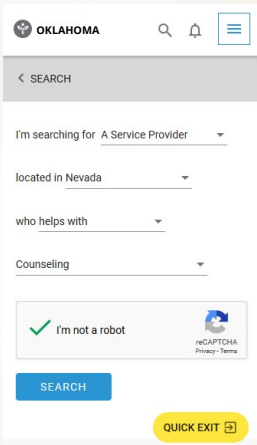 OKLAHOMA
SEARCH
I'm searching for A Service Provider
located in Nevada
who helps with
Counseling
I'm not a robot
reCAPTCHA
Privacy - Terms
SEARCH
QUICK EXIT